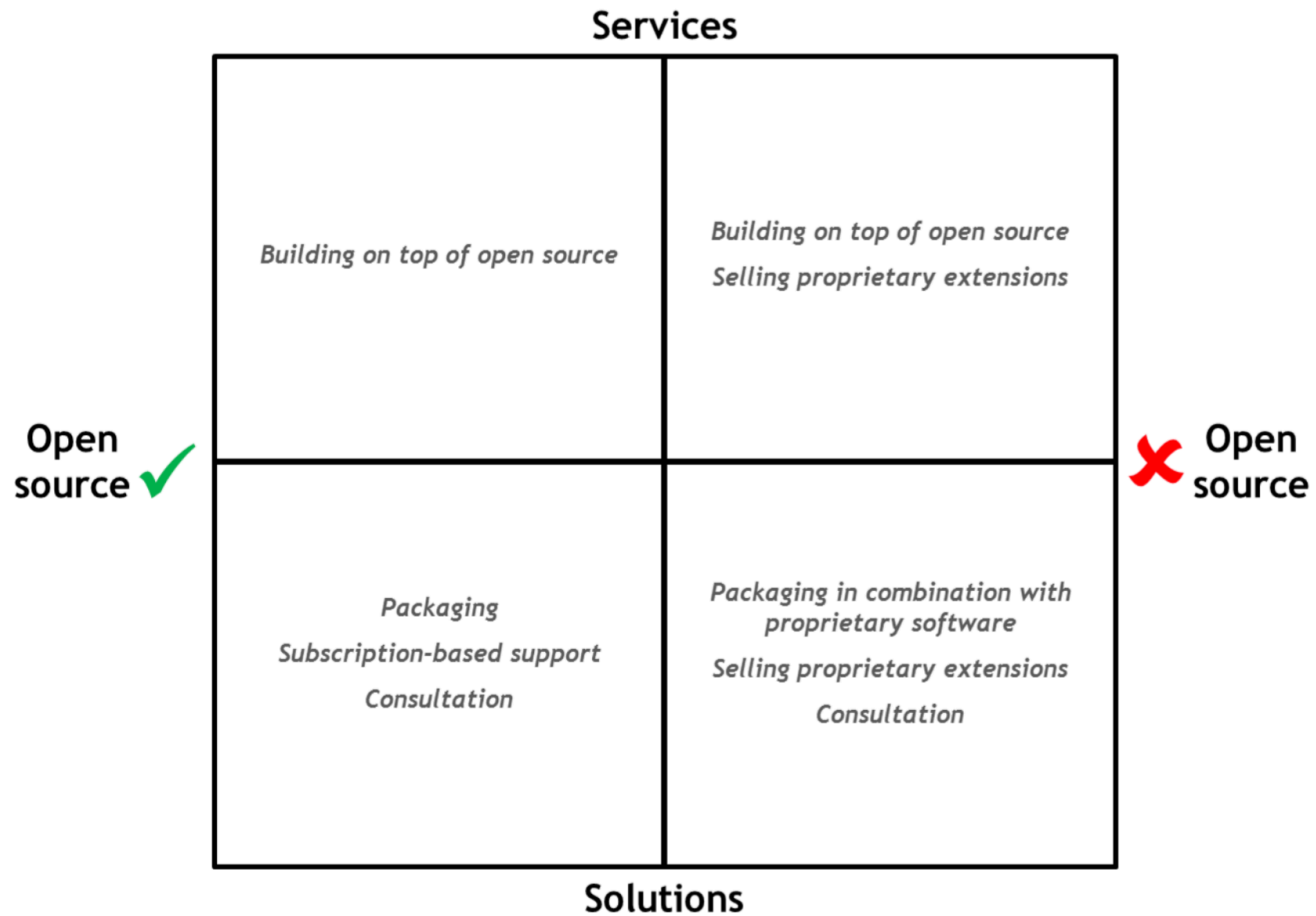 Services
Building on top of open source
Building on top of open source
Selling proprietary extensions
Open
source
Open
source
Packaging
Subscription-based support
Consultation
Packaging in combination with
proprietary software
Selling proprietary extensions
Consultation
Solutions